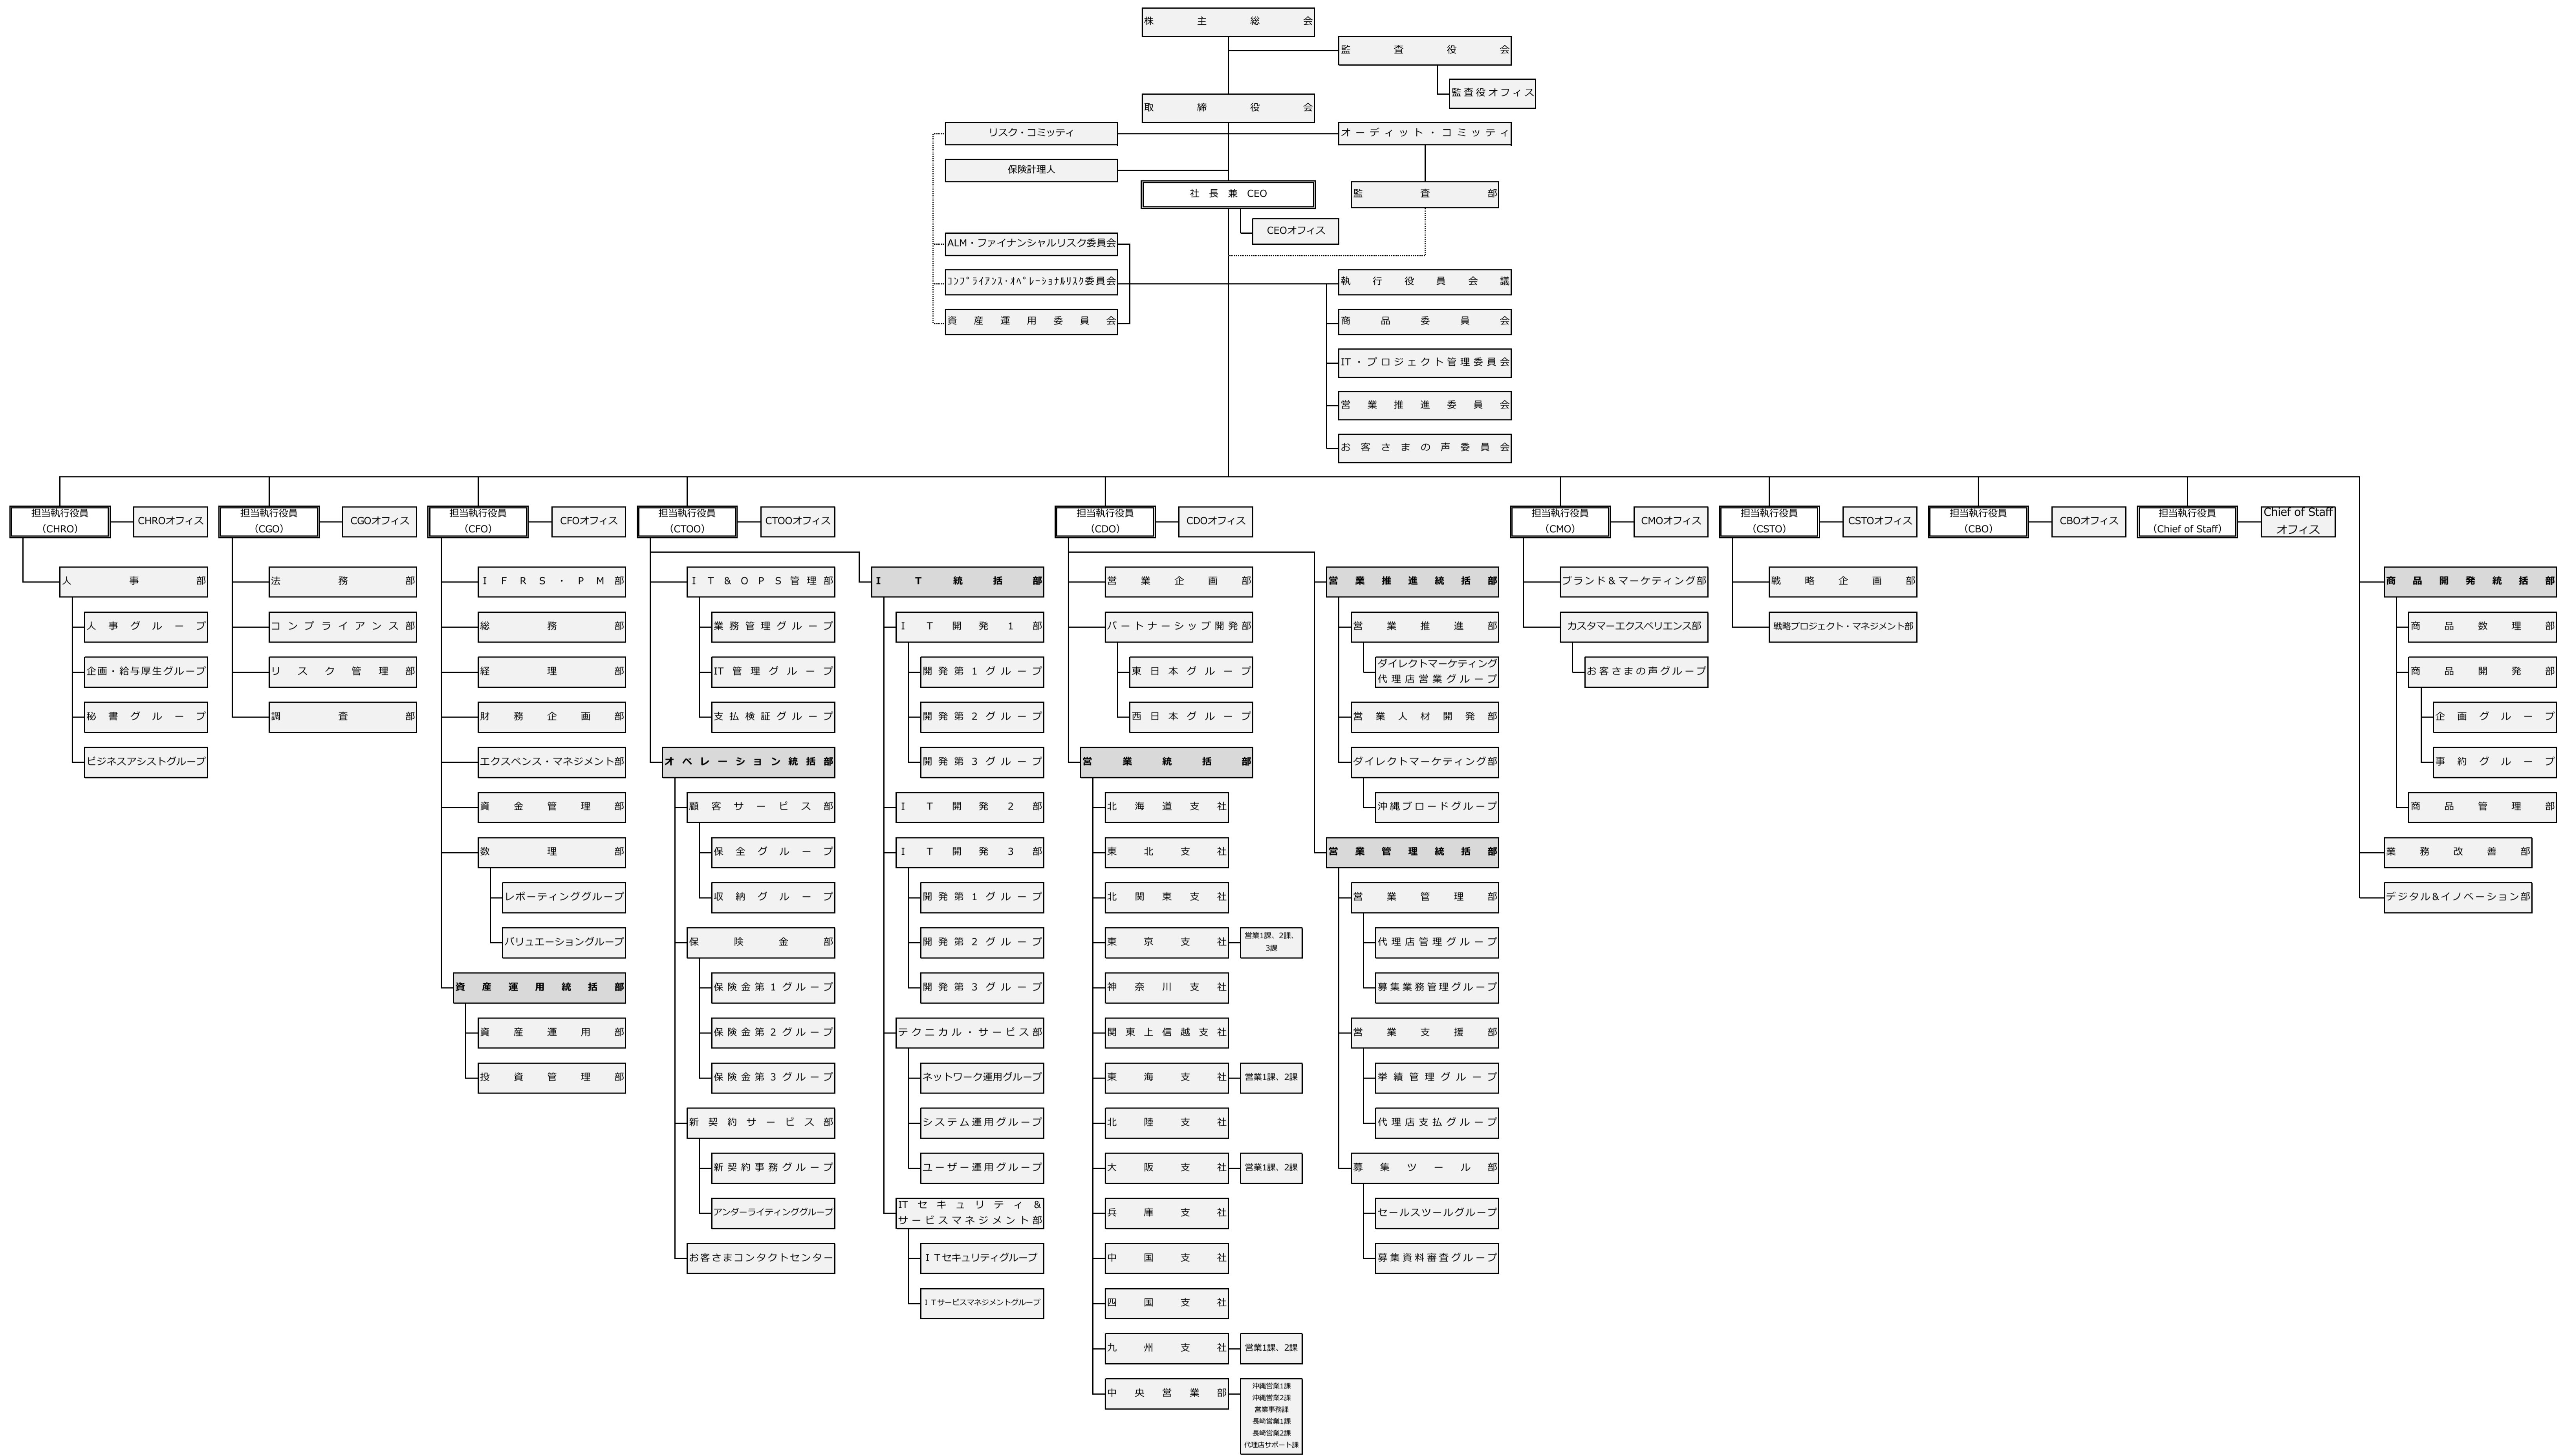 株主総会
監査役会
監査役オフィス
取締役会
リスク・コミッティ
オーディット・コミッティ
保険計理人
社長兼 CEO
監査部
CEOオフィス
ALM・ファイナンシャルリスク委員会
ｺﾝﾌﾟﾗｲｱﾝｽ･ｵﾍﾟﾚｰｼｮﾅﾙﾘｽｸ委員会
執行役員会議
資産運用委員会
商品委員会
IT・プロジェクト管理委員会
営業推進委員会
お客さまの声委員会
担当執行役員
（CHRO）
CHROオフィス
人事部
人事グループ
企画・給与厚生グループ
秘書グループ
ビジネスアシストグループ
担当執行役員
（CGO）
CGOオフィス
法務部
コンプライアンス部
リスク管理部
調査部
担当執行役員
（CFO）
CFOオフィス
ＩＦＲＳ・ＰＭ部
総務部
経理部
財務企画部
エクスペンス・マネジメント部
資金管理部
数理部
レポーティンググループ
バリュエーショングループ
資産運用統括部
資産運用部
投資管理部
担当執行役員
（CTOO）
CTOOオフィス
ＩＴ＆ＯＰＳ管理部
業務管理グループ
IT管理グループ
支払検証グループ
オペレーション統括部
顧客サービス部
保全グループ
収納グループ
保険金部
保険金第１グループ
保険金第２グループ
保険金第３グループ
新契約サービス部
新契約事務グループ
アンダーライティンググループ
お客さまコンタクトセンター
ＩＴ統括部
ＩＴ開発１部
開発第１グループ
開発第２グループ
開発第３グループ
ＩＴ開発２部
ＩＴ開発３部
開発第１グループ
開発第２グループ
開発第３グループ
テクニカル・サービス部
ネットワーク運用グループ
システム運用グループ
ユーザー運用グループ
ITセキュリティ＆
サービスマネジメント部
ＩＴセキュリティグループ
ＩＴサービスマネジメントグループ
担当執行役員
（CDO）
CDOオフィス
営業企画部
パートナーシップ開発部
東日本グループ
西日本グループ
営業統括部
北海道支社
東北支社
北関東支社
東京支社
営業1課、2課、
3課
神奈川支社
関東上信越支社
東海支社
営業1課、2課
北陸支社
大阪支社
営業1課、2課
兵庫支社
中国支社
四国支社
九州支社
営業1課、2課
中央営業部
沖縄営業1課
沖縄営業2課
営業事務課
長崎営業1課
長崎営業2課
代理店サポート課
営業推進統括部
営業推進部
ダイレクトマーケティング
代理店営業グループ
営業人材開発部
ダイレクトマーケティング部
沖縄ブロードグループ
営業管理統括部
営業管理部
代理店管理グループ
募集業務管理グループ
営業支援部
挙績管理グループ
代理店支払グループ
募集ツール部
セールスツールグループ
募集資料審査グループ
担当執行役員
（CMO）
CMOオフィス
ブランド＆マーケティング部
カスタマーエクスペリエンス部
お客さまの声グループ
担当執行役員
（CSTO）
CSTOオフィス
戦略企画部
戦略プロジェクト・マネジメント部
担当執行役員
（CBO）
CBOオフィス
担当執行役員
（Chief of Staff）
Chief of Staff
オフィス
商品開発統括部
商品数理部
商品開発部
企画グループ
事約グループ
商品管理部
業務改善部
デジタル&イノベーション部